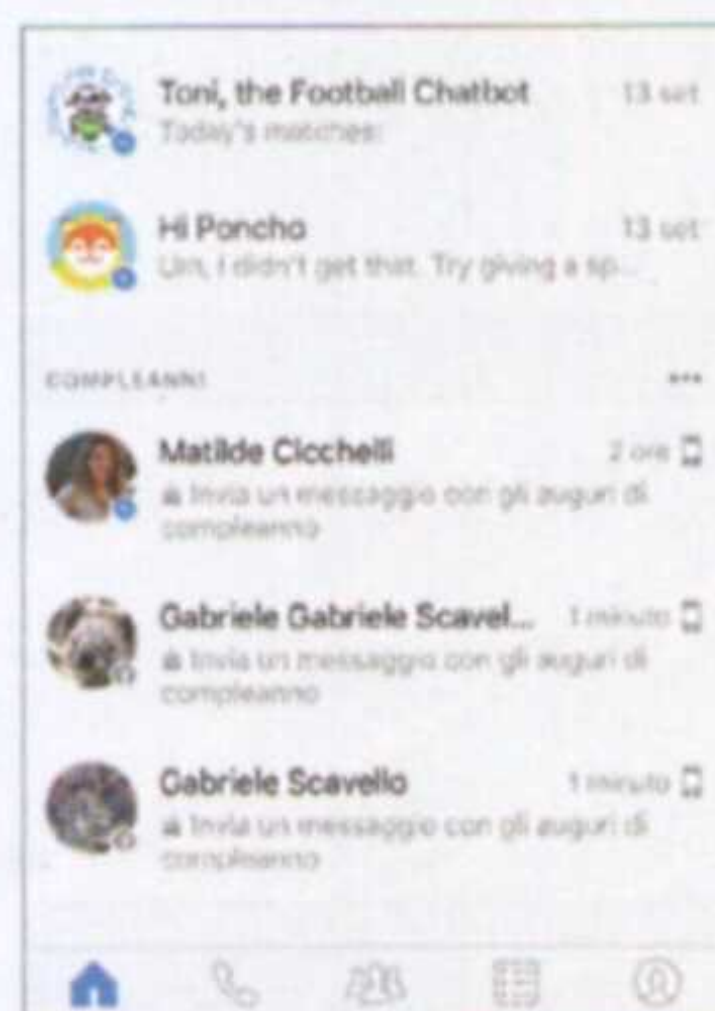 Toni, the Football Chatbot 13 set
Today's matches:
Hi Poncho 13 set
Um, I didn't get that. Try giving a sp...
COMPLEANNI
Matilde Cicchelli 2 ore
Invia un messaggio con gli auguri di
compleanno
Gabriele Gabriele Scavel... 1 minuto
Invia un messaggio con gli auguri di
compleanno
Gabriele Scavello 1 minuto
Invia un messaggio con gli auguri di
compleanno